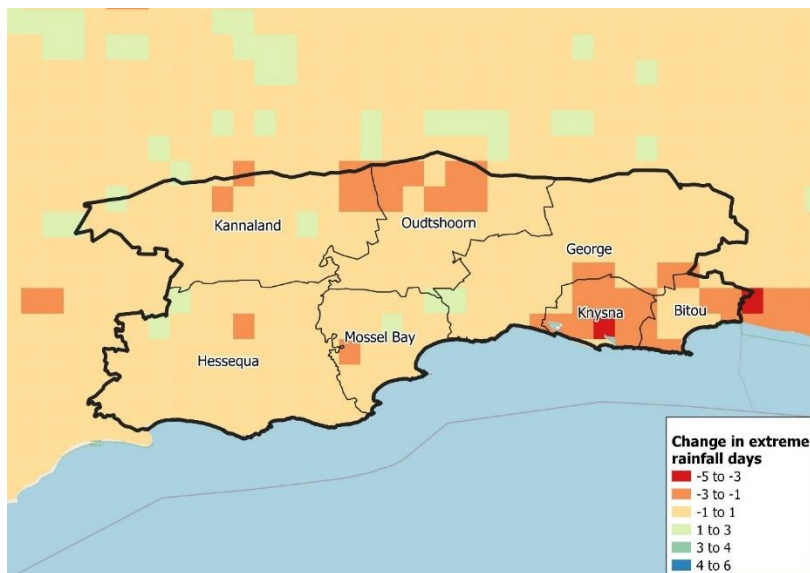 Kannaland
Oudtshoorn
George
Knysna
Bitou
Mossel Bay
Hessequa
Change in extreme
rainfall days
-5 to -3
-3 to -1
-1 to 1
1 to 3
3 to 4
4 to 6